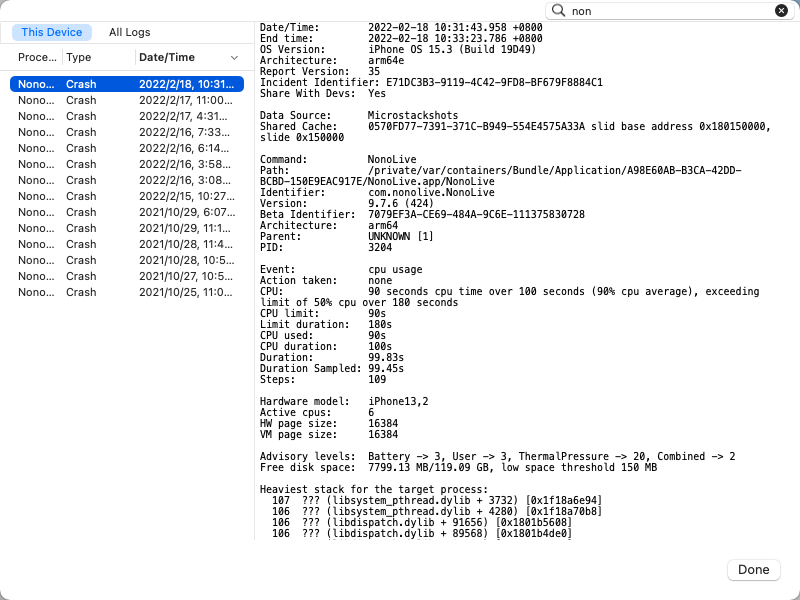 non
This Device
All Logs
Proce... Type Date/Time
Nono... Crash 2022/2/18, 10:31...
Nono... Crash 2022/2/17, 11:00...
Nono... Crash 2022/2/17, 4:31...
Nono... Crash 2022/2/16, 7:33...
Nono... Crash 2022/2/16, 6:14...
Nono... Crash 2022/2/16, 3:58...
Nono... Crash 2022/2/16, 3:08...
Nono... Crash 2022/2/15, 10:27...
Nono... Crash 2021/10/29, 6:07...
Nono... Crash 2021/10/29, 11:1...
Nono... Crash 2021/10/28, 11:4...
Nono... Crash 2021/10/28, 10:5...
Nono... Crash 2021/10/27, 10:5...
Nono... Crash 2021/10/25, 11:0...
Date/Time: 2022-02-18 10:31:43.958 +0800
End time: 2022-02-18 10:33:23.786 +0800
OS Version: iPhone OS 15.3 (Build 19D49)
Architecture: arm64e
Report Version: 35
Incident Identifier: E71DC3B3-9119-4C42-9FD8-BF679F8884C1
Share With Devs: Yes
Data Source: Microstackshots
Shared Cache: 0570FD77-7391-371C-B949-554E4575A33A slid base address 0x180150000,
slide 0x150000
Command: NonoLive
Path: /private/var/containers/Bundle/Application/A98E60AB-B3CA-42DD-
BCBD-150E9EAC917E/NonoLive.app/NonoLive
Identifier: com.nonolive.NonoLive
Version: 9.7.6 (424)
Beta Identifier: 7079EF3A-CE69-484A-9C6E-111375830728
Architecture: arm64
Parent: UNKNOWN [1]
PID: 3204
Event: cpu usage
Action taken: none
CPU: 90 seconds cpu time over 100 seconds (90% cpu average), exceeding
limit of 50% cpu over 180 seconds
CPU limit: 90s
Limit duration: 180s
CPU used: 90s
CPU duration: 100s
Duration: 99.83s
Duration Sampled: 99.45s
Steps: 109
Hardware model: iPhone13,2
Active cpus: 6
HW page size: 16384
VM page size: 16384
Advisory levels: Battery -> 3, User -> 3, ThermalPressure -> 20, Combined -> 2
Free disk space: 7799.13 MB/119.09 GB, low space threshold 150 MB
Heaviest stack for the target process:
107 ??? (libsystem_pthread.dylib + 3732) [0x1f18a6e94]
106 ??? (libsystem_pthread.dylib + 4280) [0x1f18a70b8]
106 ??? (libdispatch.dylib + 91656) [0x1801b5608]
106 ??? (libdispatch.dylib + 89568) [0x1801b4de0]
Done